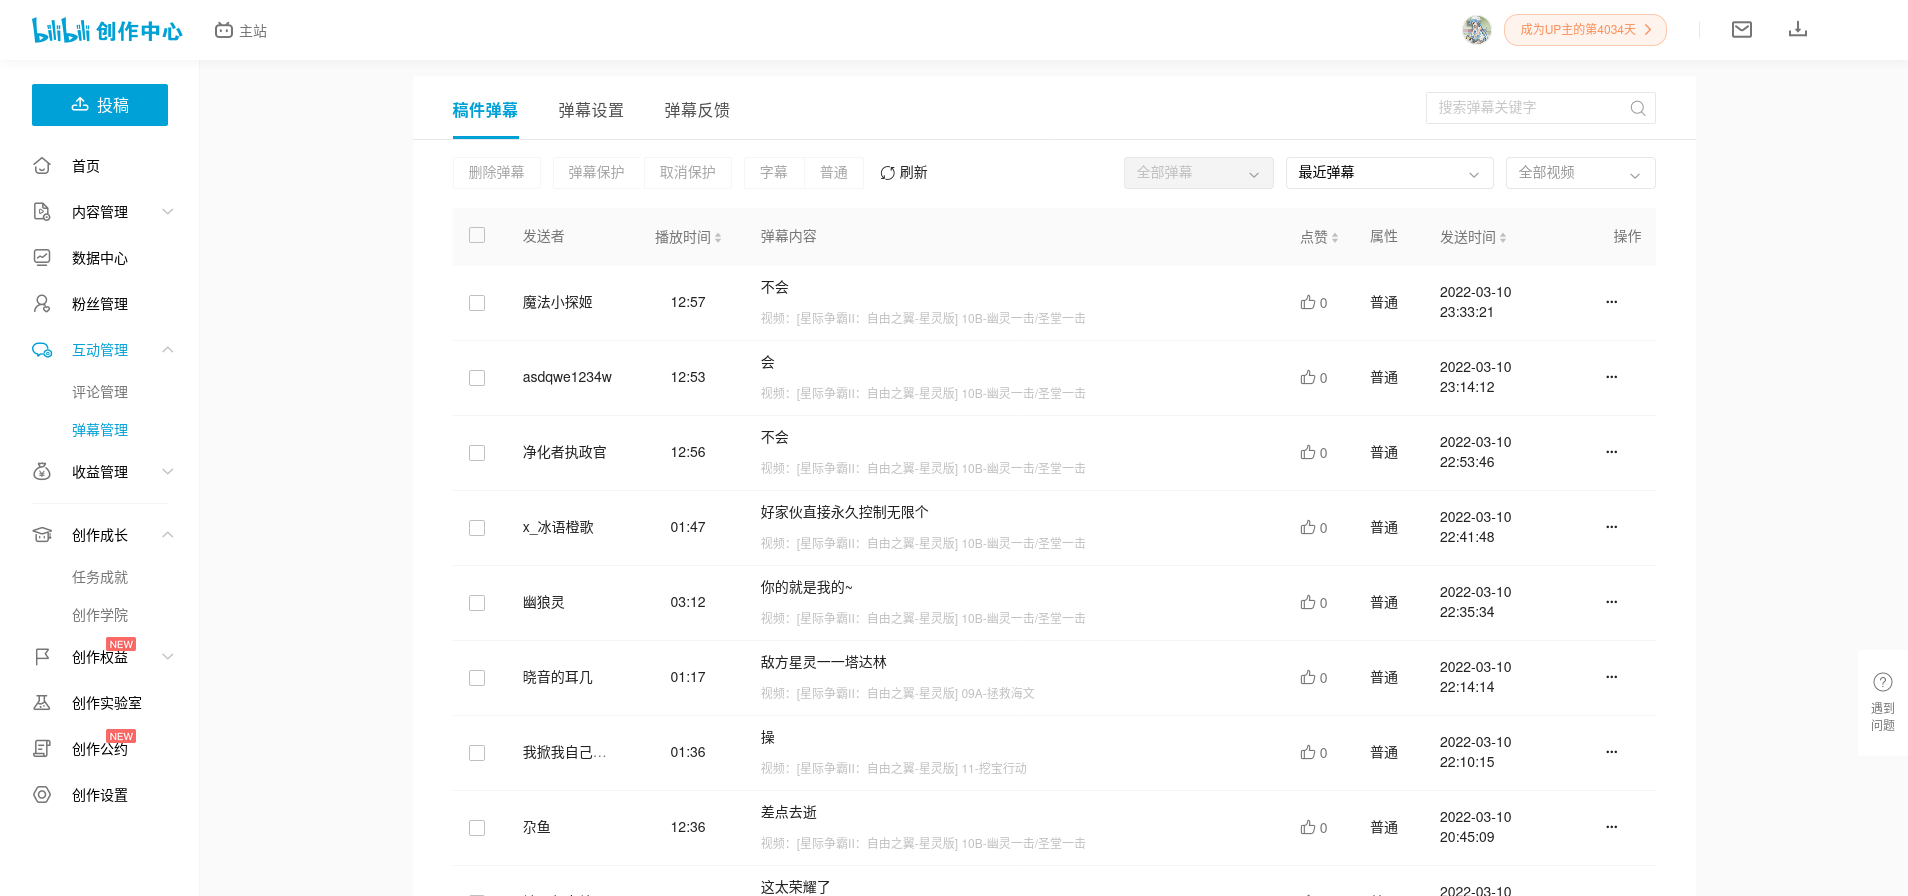 bilibili 创作中心
主站
成为UP主的第4034天
投稿
首页
内容管理
数据中心
粉丝管理
互动管理
评论管理
弹幕管理
收益管理
创作成长
任务成就
创作学院
NEW
创作权益
创作实验室
NEW
创作公约
创作设置
稿件弹幕 弹幕设置 弹幕反馈
搜索弹幕关键字
删除弹幕 弹幕保护 取消保护 字幕 普通 刷新 全部弹幕 最近弹幕 全部视频
发送者 播放时间 弹幕内容 点赞 属性 发送时间 操作
魔法小探姬 12:57 不会
视频：[星际争霸II：自由之翼-星灵版] 10B-幽灵一击/圣堂一击
0 普通 2022-03-10
23:33:21
asdqwe1234w 12:53 会
视频：[星际争霸II：自由之翼-星灵版] 10B-幽灵一击/圣堂一击
0 普通 2022-03-10
23:14:12
净化者执政官 12:56 不会
视频：[星际争霸II：自由之翼-星灵版] 10B-幽灵一击/圣堂一击
0 普通 2022-03-10
22:53:46
x_冰语橙歌 01:47 好家伙直接永久控制无限个
视频：[星际争霸II：自由之翼-星灵版] 10B-幽灵一击/圣堂一击
0 普通 2022-03-10
22:41:48
幽狼灵 03:12 你的就是我的~
视频：[星际争霸II：自由之翼-星灵版] 10B-幽灵一击/圣堂一击
0 普通 2022-03-10
22:35:34
晓音的耳几 01:17 敌方星灵一一塔达林
视频：[星际争霸II：自由之翼-星灵版] 09A-拯救海文
0 普通 2022-03-10
22:14:14
我掀我自己... 01:36 操
视频：[星际争霸II：自由之翼-星灵版] 11-挖宝行动
0 普通 2022-03-10
22:10:15
尕鱼 12:36 差点去逝
视频：[星际争霸II：自由之翼-星灵版] 10B-幽灵一击/圣堂一击
0 普通 2022-03-10
20:45:09
这太荣耀了
2022-03-10
遇到
问题